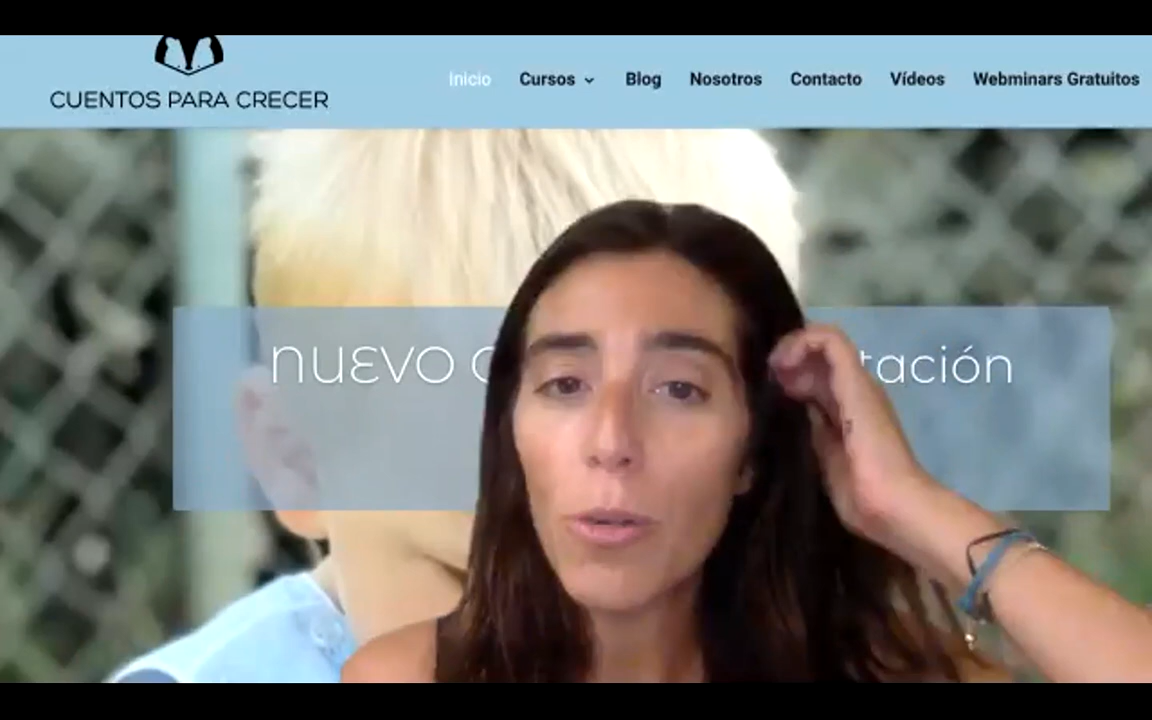 CUENTOS PARA CRECER
Inicio Cursos Blog Nosotros Contacto Vídeos Webminars Gratuitos
nuevo tación